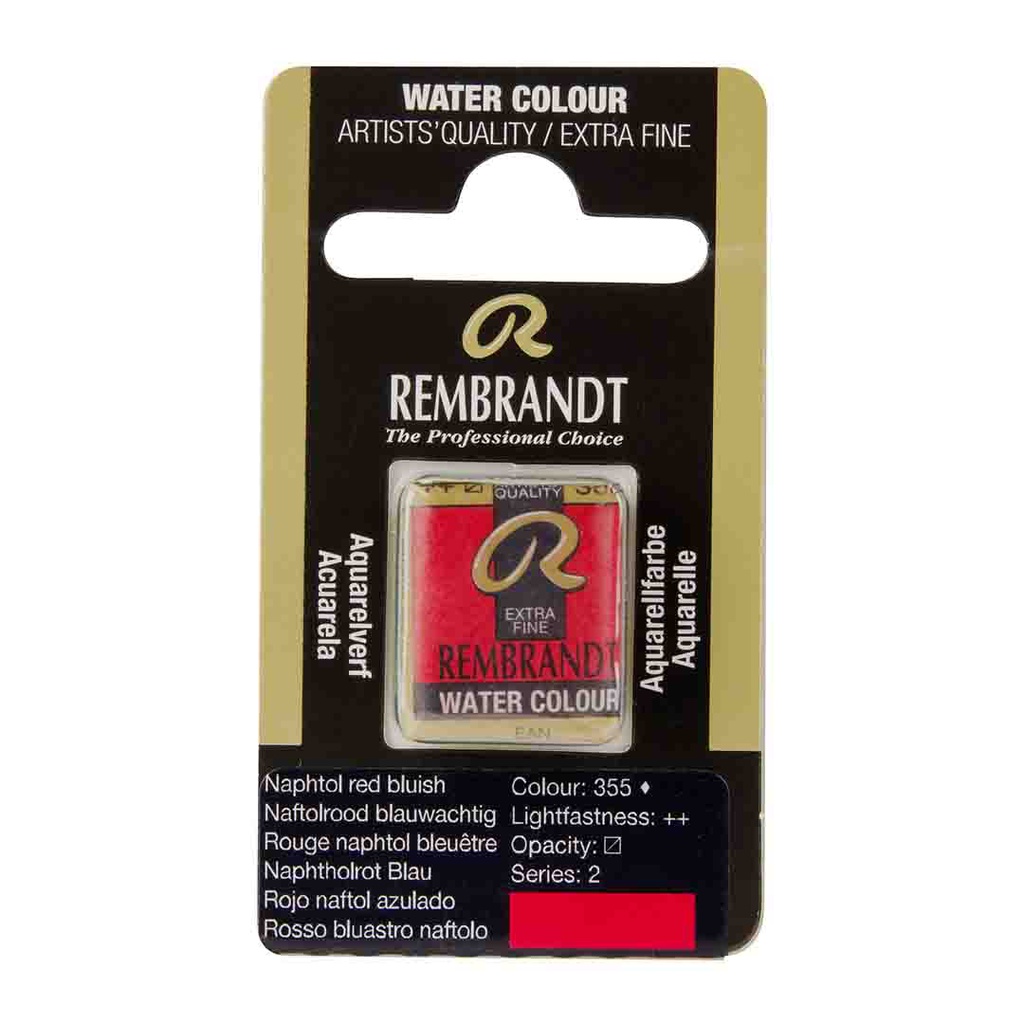 WATER COLOUR
ARTISTS' QUALITY / EXTRA FINE
R
REMBRANDT
The Professional Choice
Aquarelverf
Acuarela
QUALITY
R
EXTRA
FINE
REMBRANDT
WATER COLOUR
PAN
Aquarellfarbe
Aquarelle
Naphtol red bluish
Naftolrood blauwachtig
Rouge naphtol bleuêtre
Naphtholrot Blau
Rojo naftol azulado
Rosso bluastro naftolo
Colour: 355 ♦
Lightfastness: ++
Opacity: ⍁
Series: 2